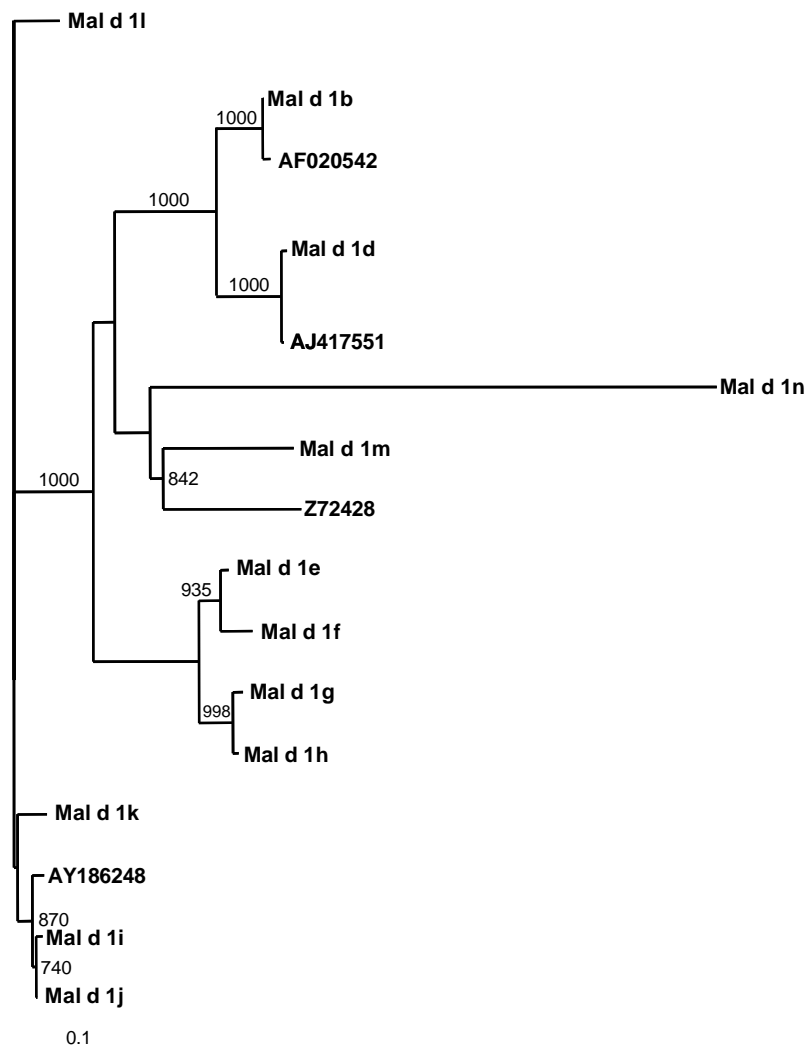 Mal d 1l
Mal d 1b
1000
AF020542
1000
Mal d 1d
1000
AJ417551
Mal d 1n
Mal d 1m
1000
842
Z72428
Mal d 1e
935
Mal d 1f
Mal d 1g
998
Mal d 1h
Mal d 1k
AY186248
870
Mal d 1i
740
Mal d 1j
0.1